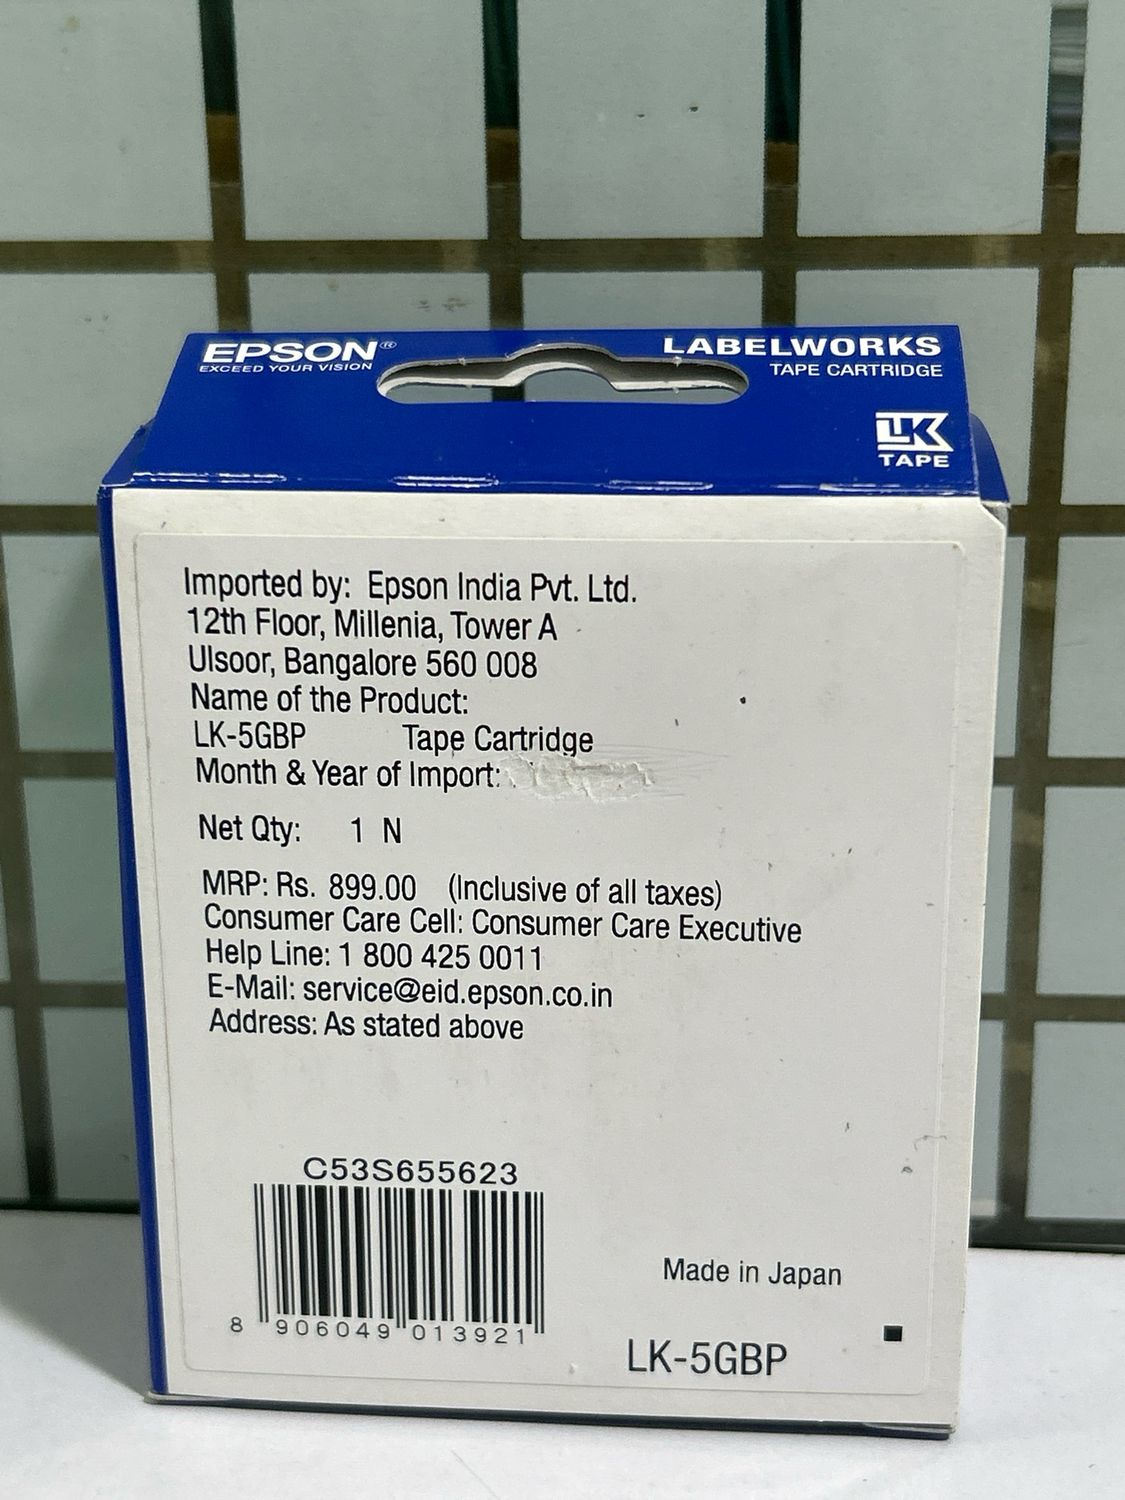 EPSON®
EXCEED YOUR VISION
LABELWORKS
TAPE CARTRIDGE
LK
TAPE
Imported by: Epson India Pvt. Ltd.
12th Floor, Millenia, Tower A
Ulsoor, Bangalore 560 008
Name of the Product:
LK-5GBP Tape Cartridge
Month & Year of Import:
Net Qty: 1 N
MRP: Rs. 899.00 (Inclusive of all taxes)
Consumer Care Cell: Consumer Care Executive
Help Line: 1 800 425 0011
E-Mail: service@eid.epson.co.in
Address: As stated above
C53S655623
8 906049 013921
Made in Japan
LK-5GBP